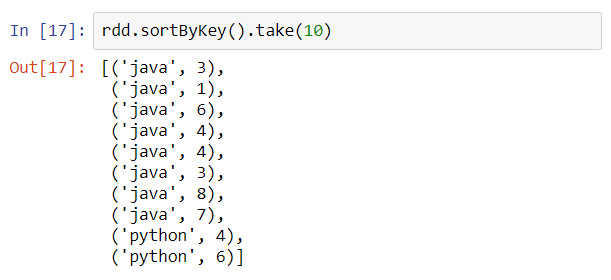 In [17]: rdd.sortByKey().take(10)
Out[17]: [('java', 3),
('java', 1),
('java', 6),
('java', 4),
('java', 4),
('java', 3),
('java', 8),
('java', 7),
('python', 4),
('python', 6)]